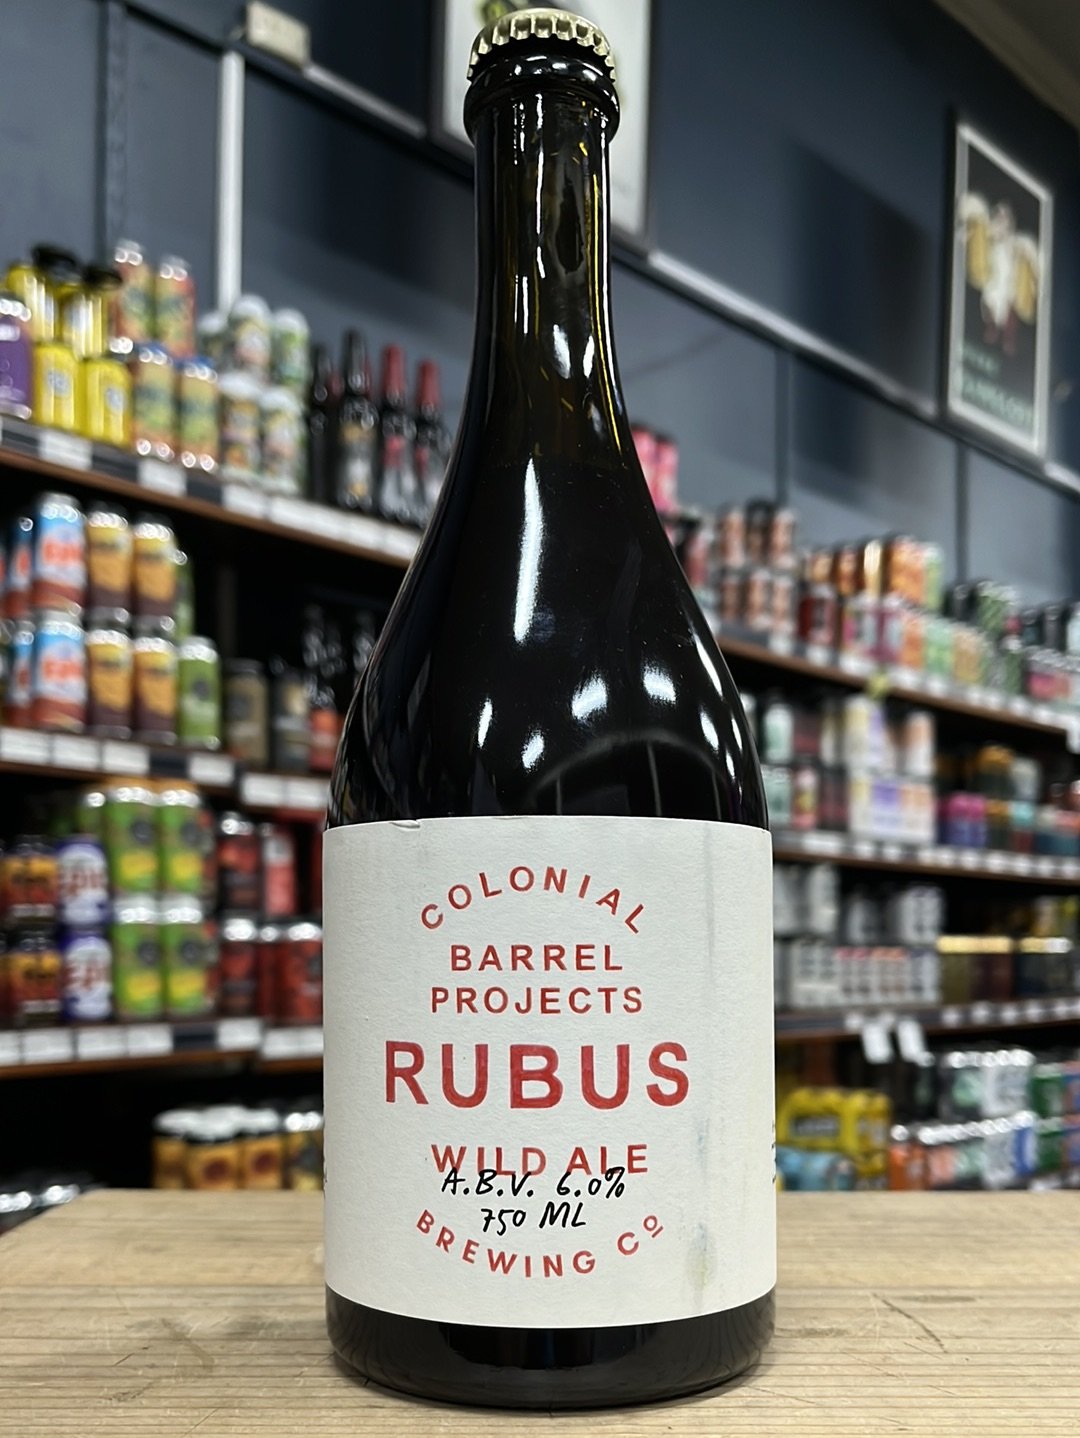 COLONIAL
BARREL
PROJECTS
RUBUS
WILD ALE
A.B.V. 6.0%
750 ML
BREWING Cº